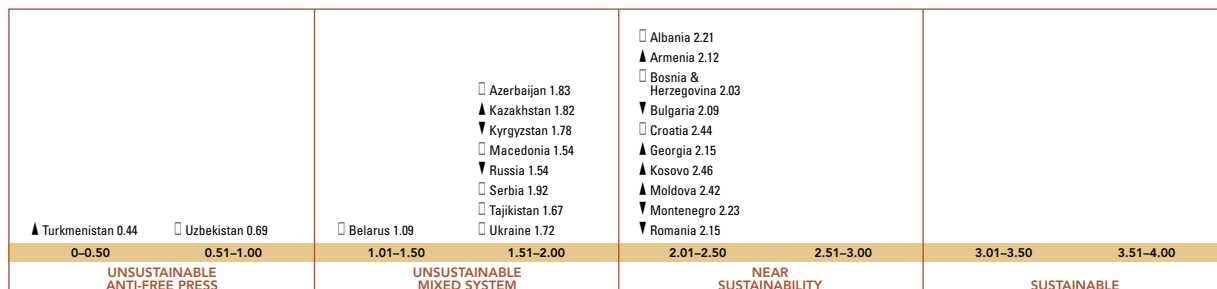 Albania 2.21
▲ Armenia 2.12
Bosnia &
Herzegovina 2.03
Azerbaijan 1.83
▼ Bulgaria 2.09
▲ Kazakhstan 1.82
Croatia 2.44
▼ Kyrgyzstan 1.78
▲ Georgia 2.15
Macedonia 1.54
▲ Kosovo 2.46
▼ Russia 1.54
▲ Moldova 2.42
Serbia 1.92
▼ Montenegro 2.23
Tajikistan 1.67
▲ Turkmenistan 0.44
Uzbekistan 0.69
Belarus 1.09
Ukraine 1.72
▼ Romania 2.15
0–0.50
0.51–1.00
1.01–1.50
1.51–2.00
2.01–2.50
2.51–3.00
3.01–3.50
3.51–4.00
UNSUSTAINABLE
ANTI-FREE PRESS
UNSUSTAINABLE
MIXED SYSTEM
NEAR
SUSTAINABILITY
SUSTAINABLE